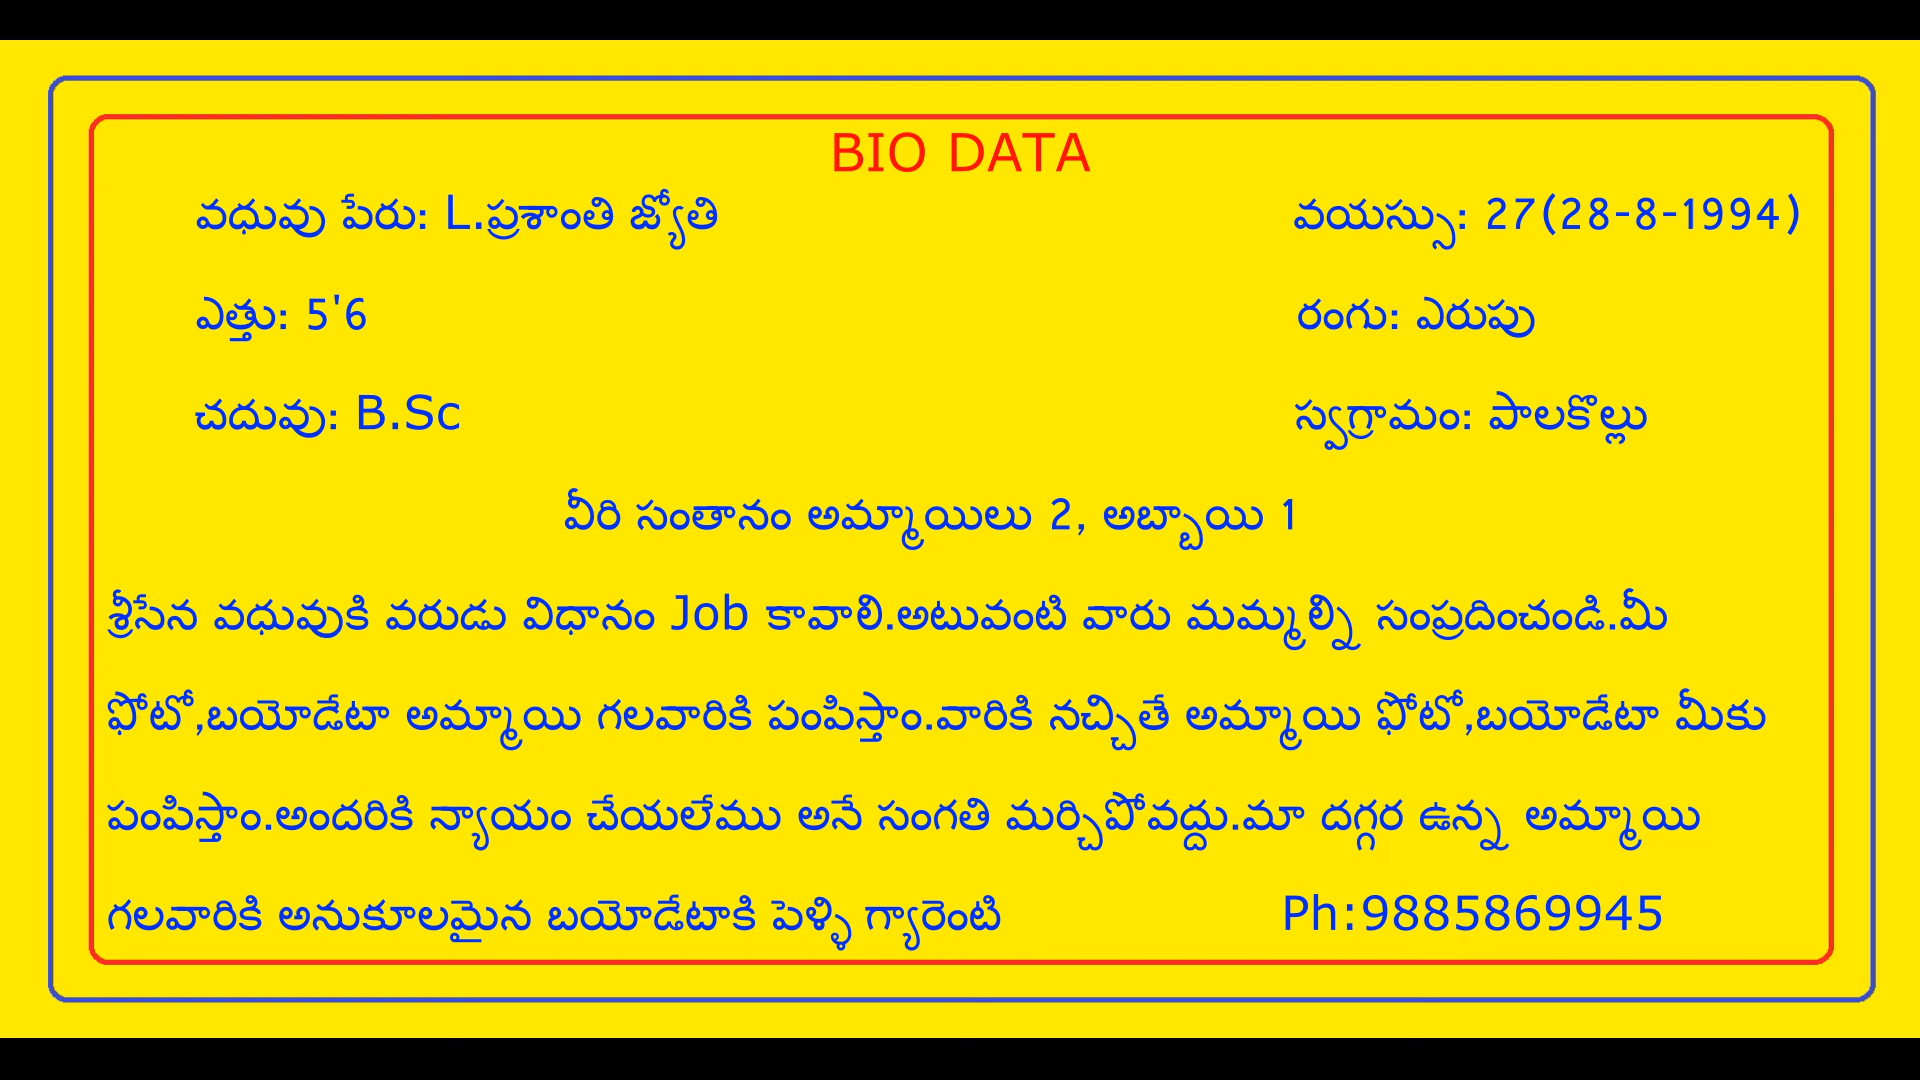 BIO DATA
వధువు పేరు: L.ప్రశాంతి జ్యోతి వయస్సు: 27(28-8-1994)
ఎత్తు: 5'6 రంగు: ఎరుపు
చదువు: B.Sc స్వగ్రామం: పాలకొల్లు
వీరి సంతానం అమ్మాయిలు 2, అబ్బాయి 1
శ్రీసేన వధువుకి వరుడు విధానం Job కావాలి.అటువంటి వారు మమ్మల్ని సంప్రదించండి.మీ
ఫోటో,బయోడేటా అమ్మాయి గలవారికి పంపిస్తాం.వారికి నచ్చితే అమ్మాయి ఫోటో,బయోడేటా మీకు
పంపిస్తాం.అందరికి న్యాయం చేయలేము అనే సంగతి మర్చిపోవద్దు.మా దగ్గర ఉన్న అమ్మాయి
గలవారికి అనుకూలమైన బయోడేటాకి పెళ్ళి గ్యారెంటి Ph:9885869945